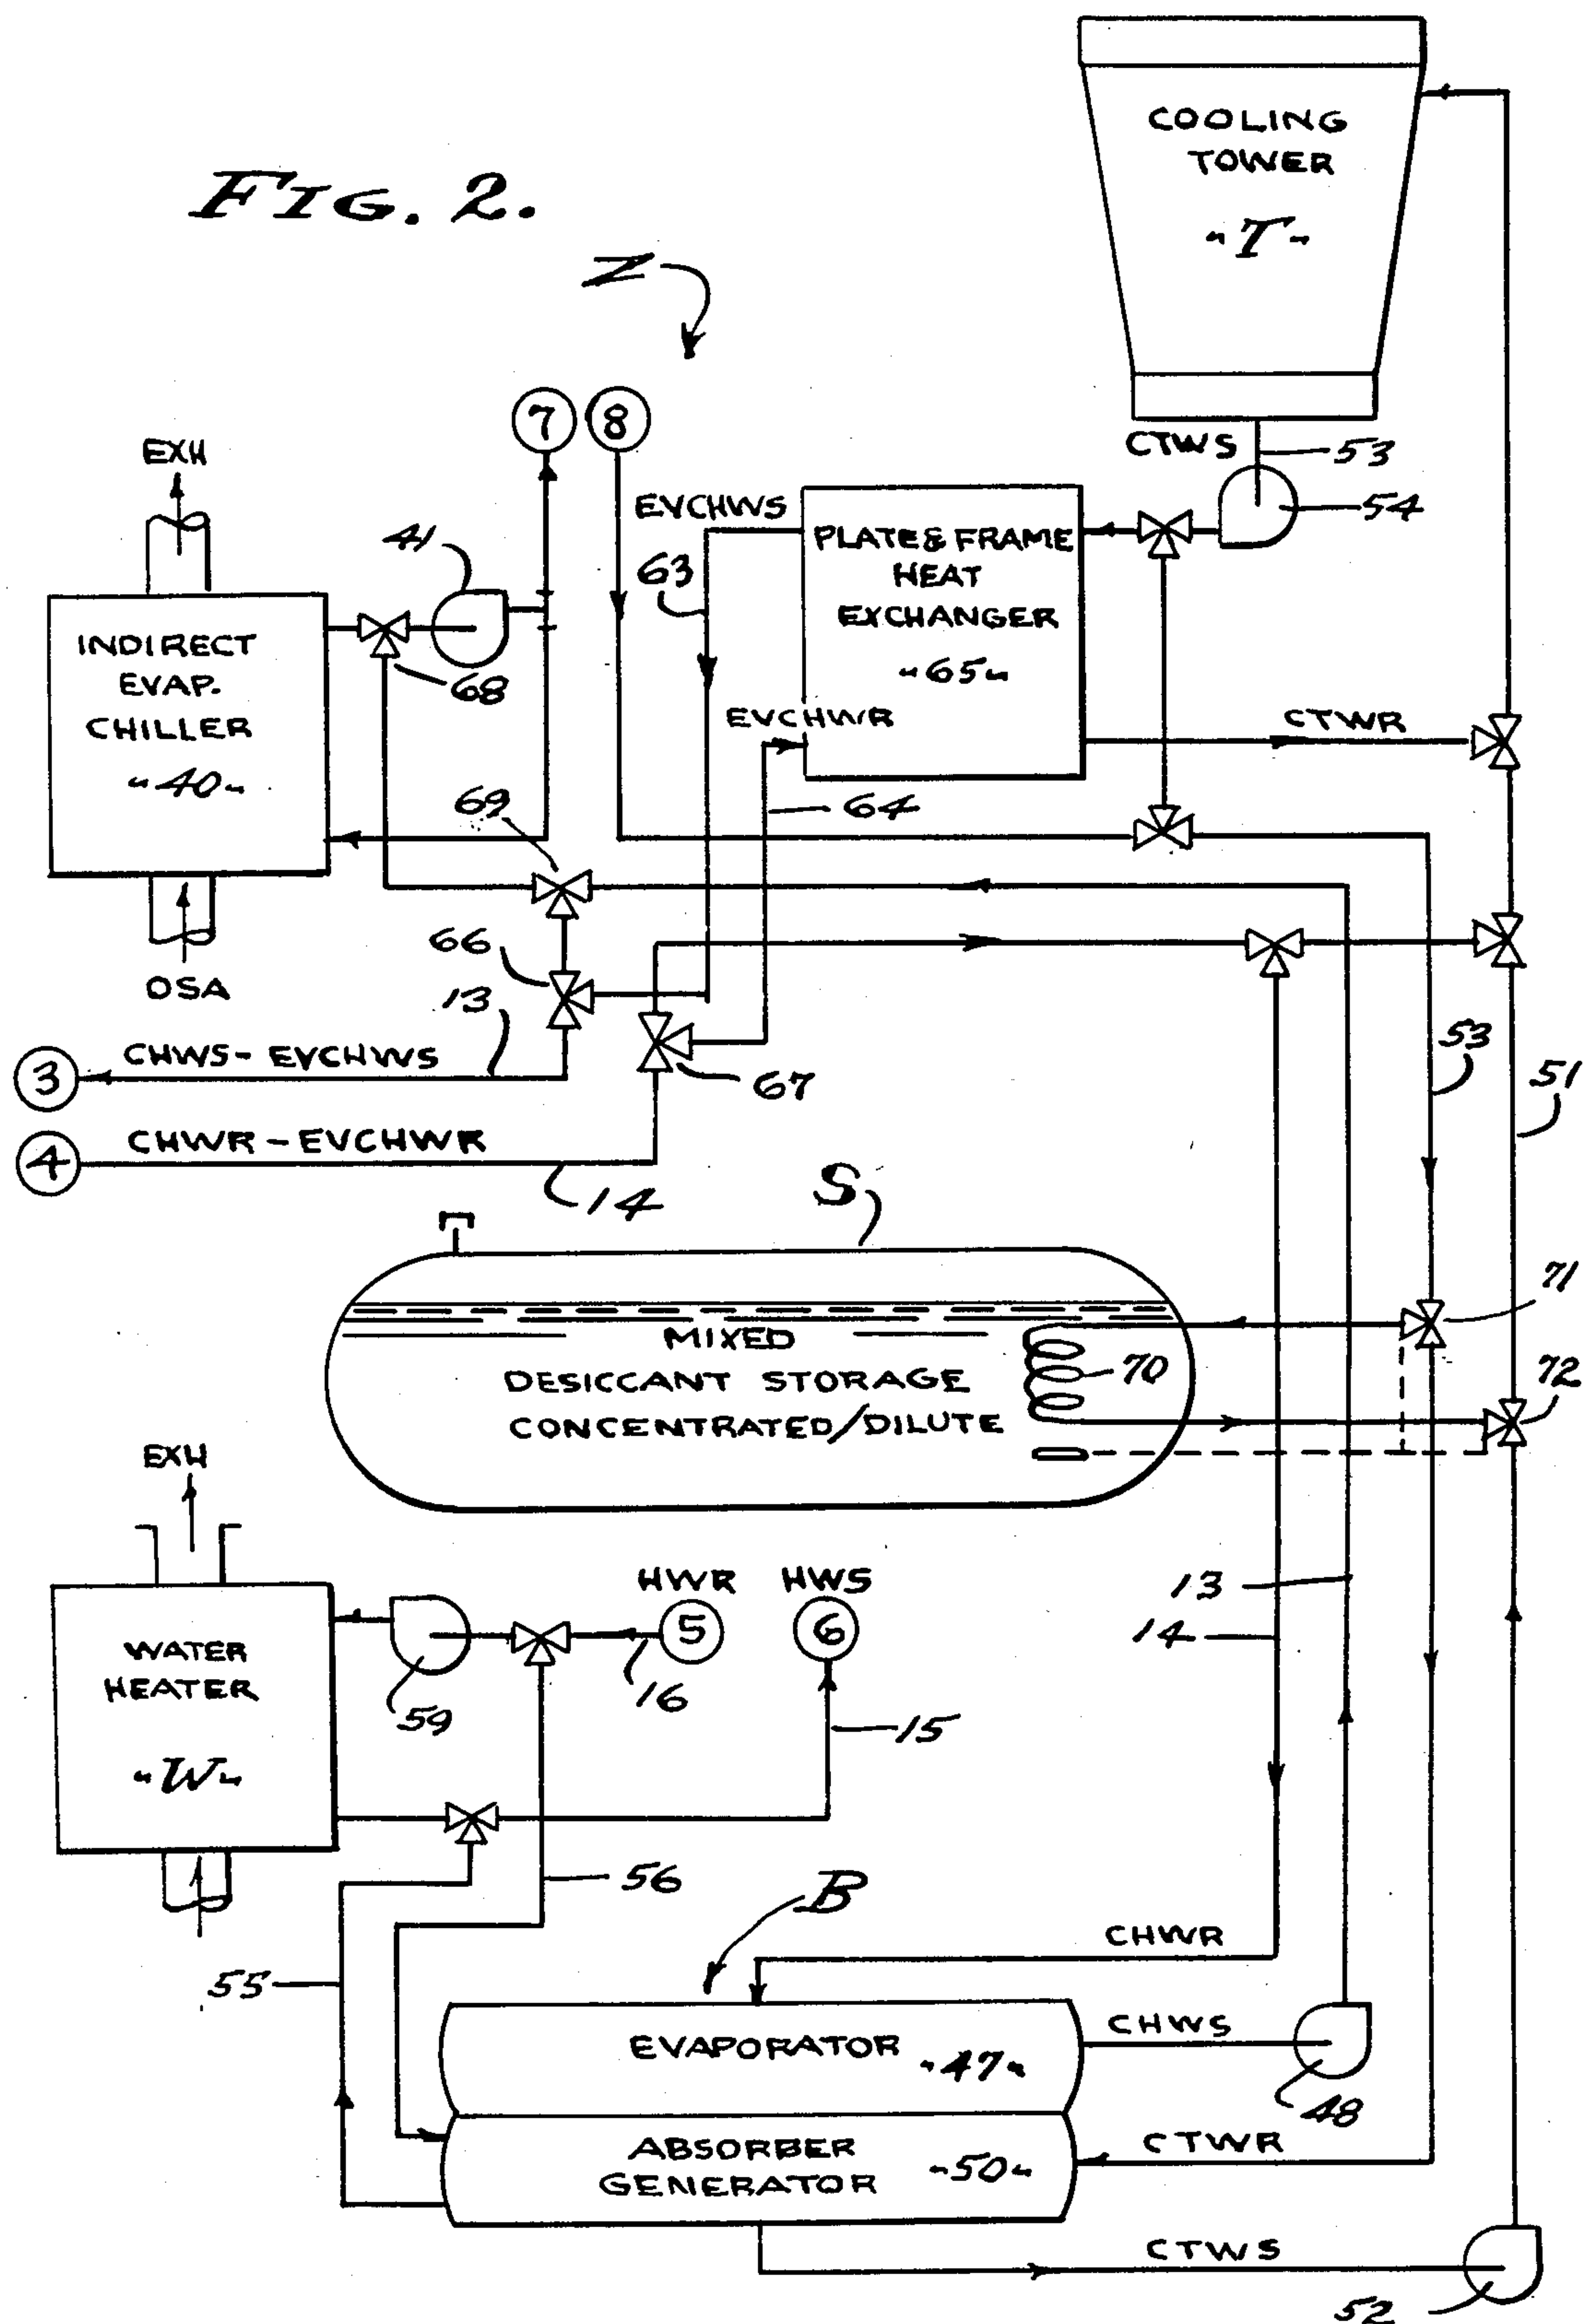 FIG. 2.
Z
COOLING
TOWER
"T"
CTWS
53
54
7
8
EXH
41
EVCHWS
63
PLATE & FRAME
HEAT
EXCHANGER
"65"
INDIRECT
EVAP.
CHILLER
"40"
68
EVCHWR
CTWR
69
64
66
OSA
13
CHWS - EVCHWS
3
67
53
51
CHWR - EVCHWR
4
14
S
71
MIXED
DESICCANT STORAGE
CONCENTRATED/DILUTE
70
72
EXH
HWR
HWS
5
6
13
14
WATER
HEATER
"W"
59
16
15
56
B
55
CHWR
EVAPORATOR "47"
CHWS
48
ABSORBER
GENERATOR "50"
CTWR
CTWS
52